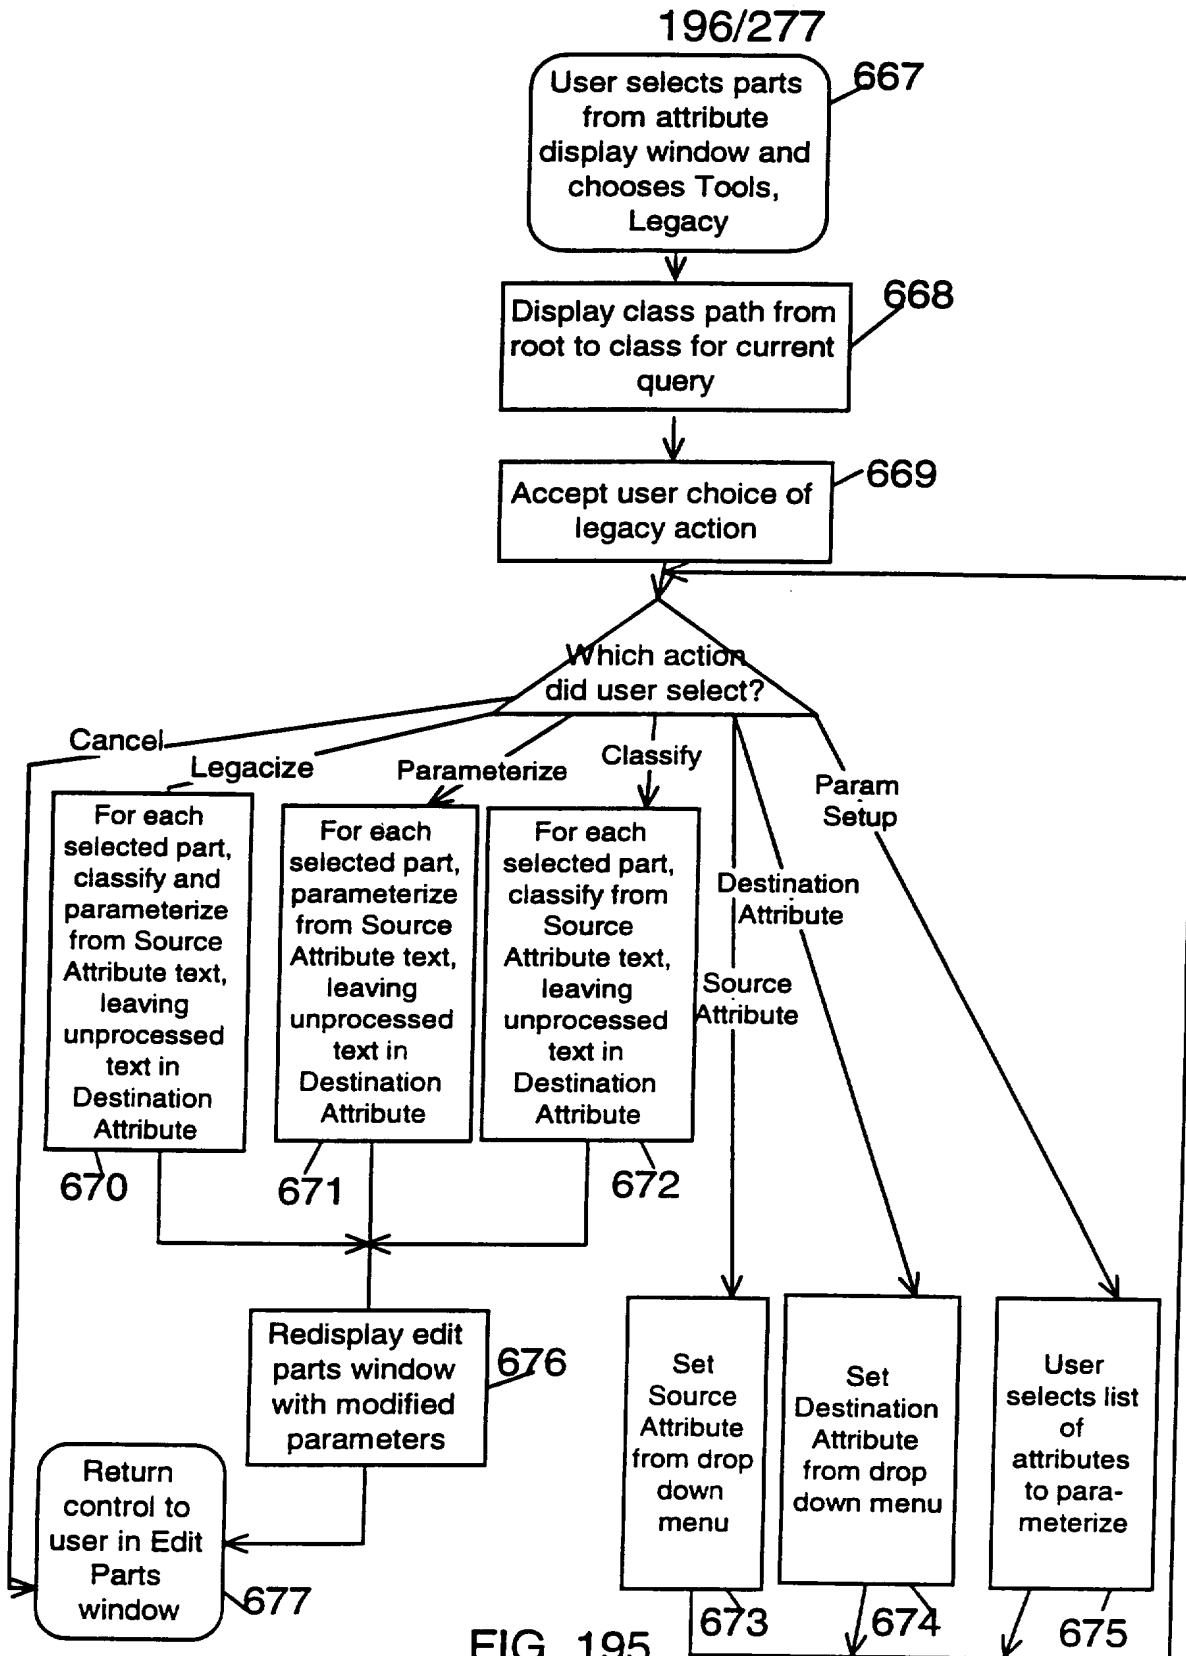 196/277
User selects parts
from attribute
display window and
chooses Tools,
Legacy
667
Display class path from
root to class for current
query
668
Accept user choice of
legacy action
669
Which action
did user select?
Cancel
Legacize
Parameterize
Classify
Param
Setup
Destination
Attribute
Source
Attribute
For each
selected part,
classify and
parameterize
from Source
Attribute text,
leaving
unprocessed
text in
Destination
Attribute
670
For each
selected part,
parameterize
from Source
Attribute text,
leaving
unprocessed
text in
Destination
Attribute
671
For each
selected part,
classify from
Source
Attribute text,
leaving
unprocessed
text in
Destination
Attribute
672
Redisplay edit
parts window
with modified
parameters
676
Return
control to
user in Edit
Parts
window
677
Set
Source
Attribute
from drop
down
menu
673
Set
Destination
Attribute
from drop
down menu
674
User
selects list
of
attributes
to para-
meterize
675
FIG. 195